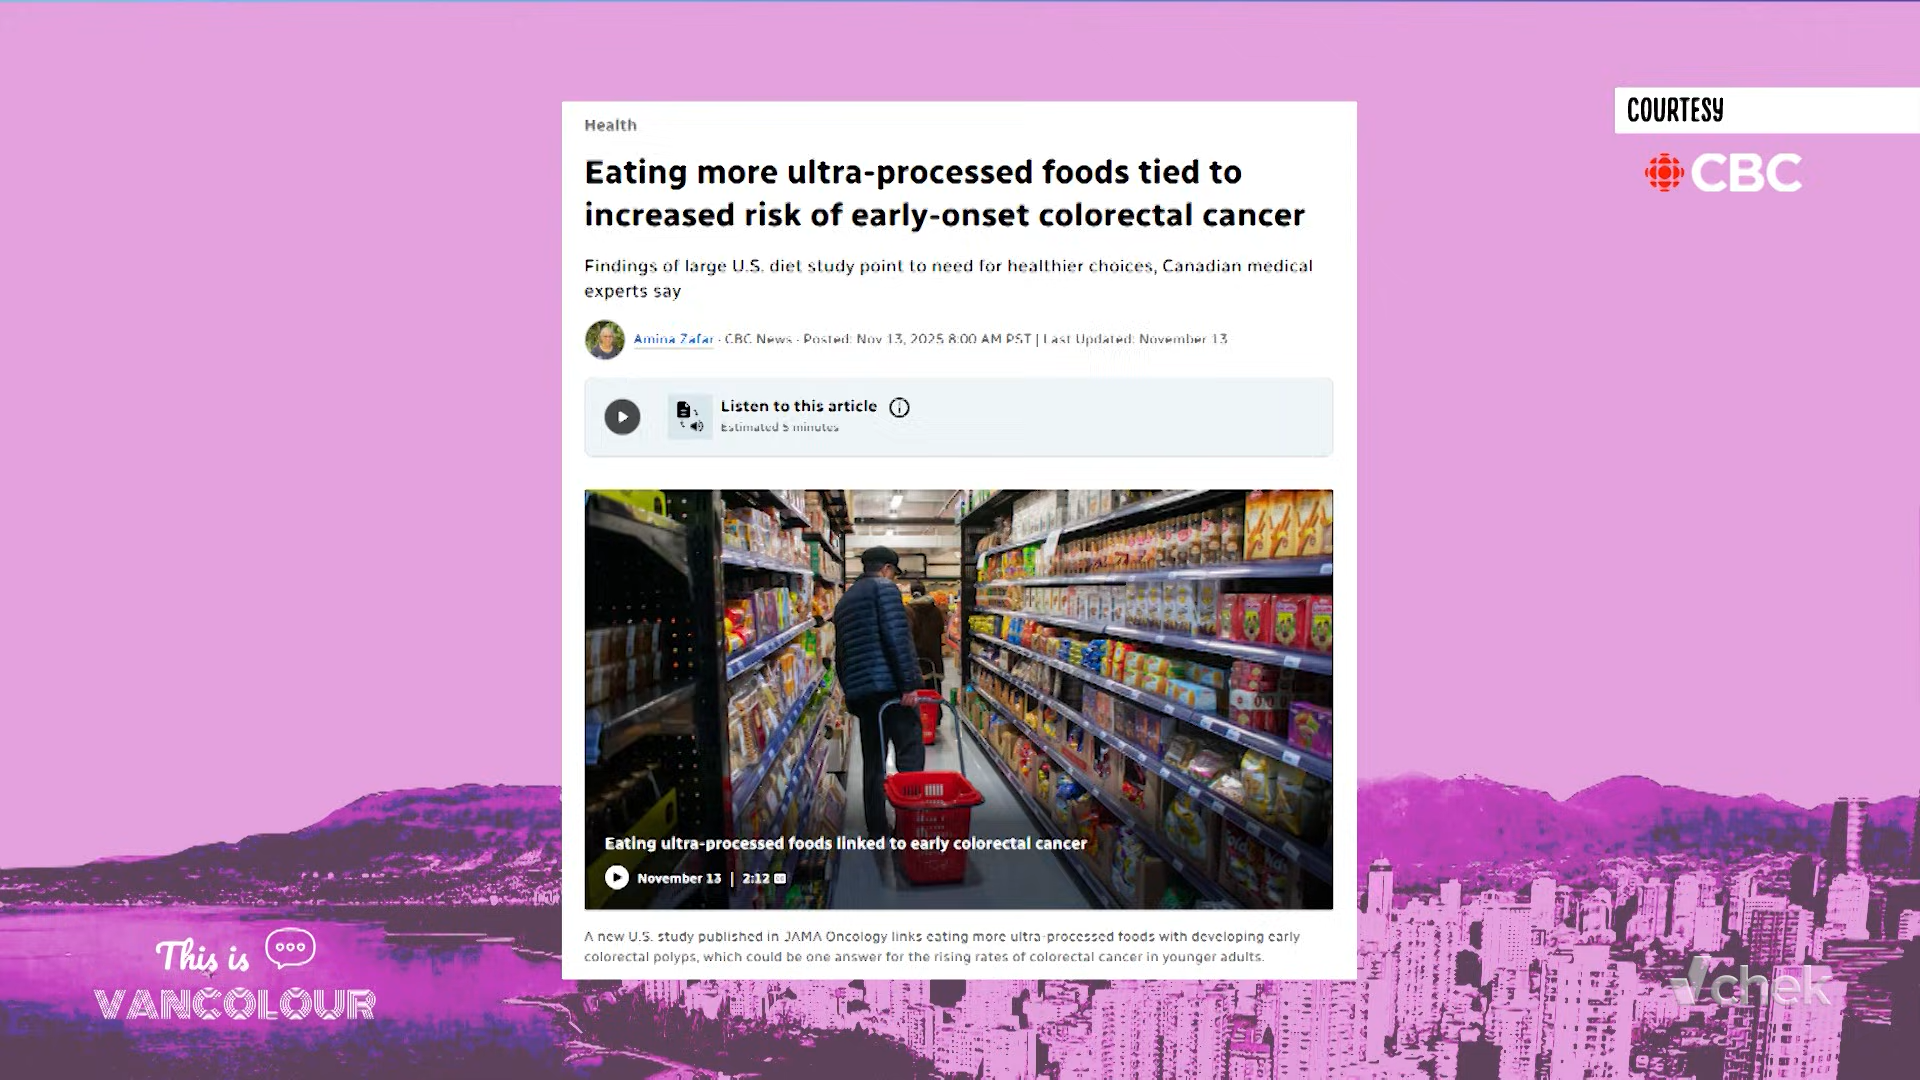 Health
Eating more ultra-processed foods tied to
increased risk of early-onset colorectal cancer
Findings of large U.S. diet study point to need for healthier choices, Canadian medical
experts say
Amina Zafar · CBC News · Posted: Nov 13, 2025 8:00 AM PST | Last Updated: November 13
Listen to this article
Estimated 5 minutes
Eating ultra-processed foods linked to early colorectal cancer
November 13 | 2:12 CC
A new U.S. study published in JAMA Oncology links eating more ultra-processed foods with developing early
colorectal polyps, which could be one answer for the rising rates of colorectal cancer in younger adults.
COURTESY
CBC
This is
VANCOLOUR
chek